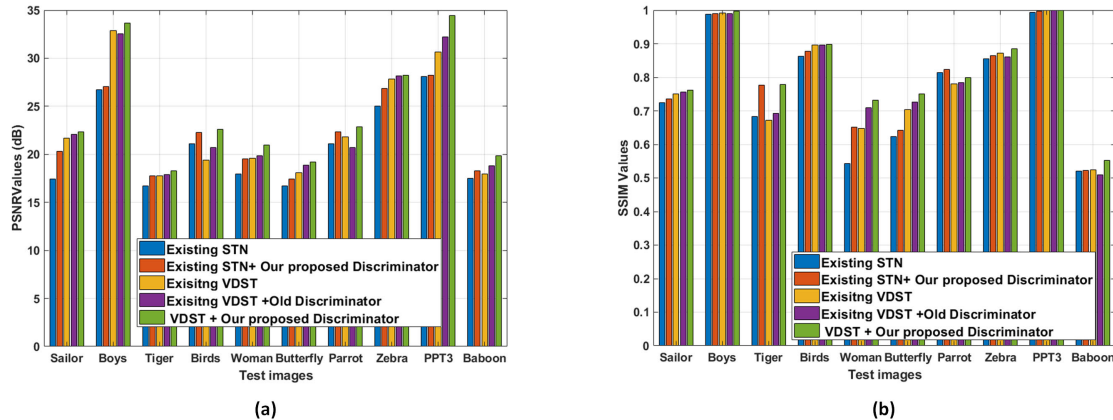 35
30
25
20
15
10
5
0
PSNRValues (dB)
Sailor Boys Tiger Birds Woman Butterfly Parrot Zebra PPT3 Baboon
Test images
Existing STN
Existing STN+ Our proposed Discriminator
Exisitng VDST
Exisitng VDST +Old Discriminator
VDST + Our proposed Discriminator
(a)
1
0.9
0.8
0.7
0.6
0.5
0.4
0.3
0.2
0.1
0
SSIM Values
Sailor Boys Tiger Birds Woman Butterfly Parrot Zebra PPT3 Baboon
Test images
Existing STN
Existing STN+ Our proposed Discriminator
Exisitng VDST
Exisitng VDST +Old Discriminator
VDST + Our proposed Discriminator
(b)